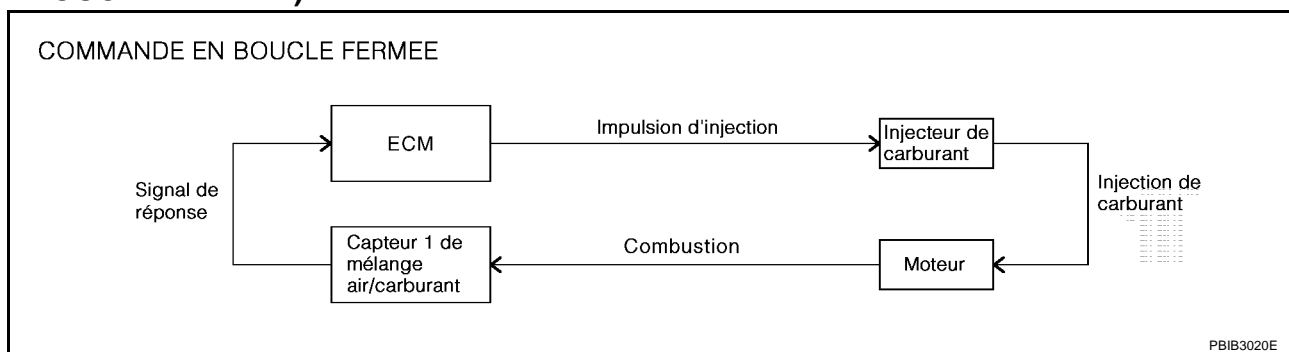 COMMANDE EN BOUCLE FERMEE
ECM
Impulsion d'injection
Injecteur de
carburant
Signal de
réponse
Injection de
carburant
Capteur 1 de
mélange
air/carburant
Combustion
Moteur
PBIB3020E